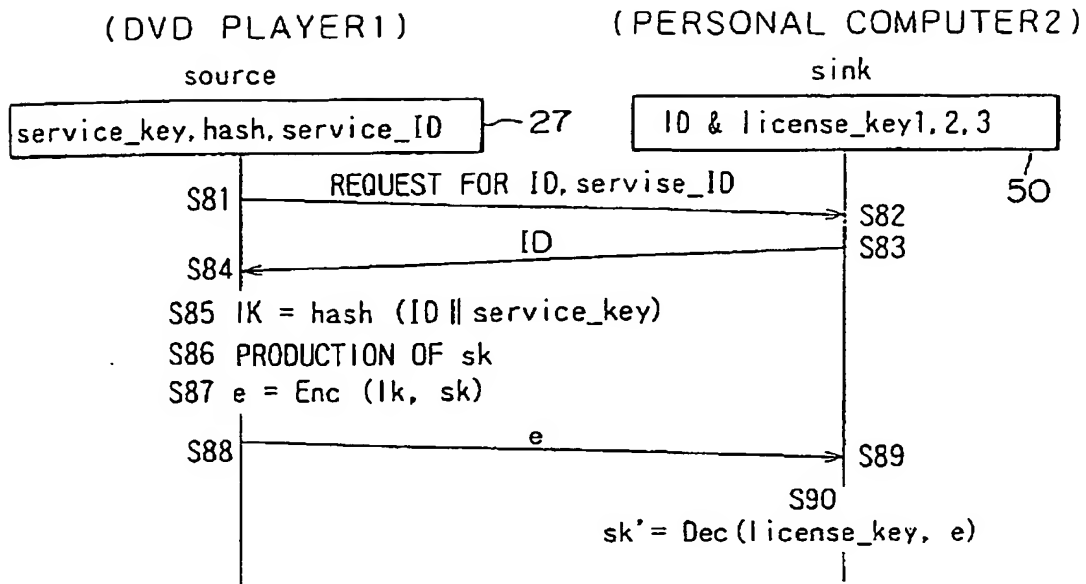 (DVD PLAYER1)
(PERSONAL COMPUTER2)
source
sink
service_key, hash, service_ID
27
ID & license_key1, 2, 3
50
S81
REQUEST FOR ID, servise_ID
S82
ID
S83
S84
S85 lK = hash (ID || service_key)
S86 PRODUCTION OF sk
S87 e = Enc (lk, sk)
S88
e
S89
S90
sk' = Dec (license_key, e)